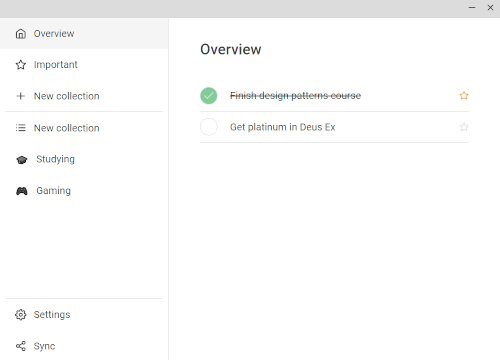 Overview
Important
New collection
New collection
Studying
Gaming
Settings
Sync
Overview
Finish design patterns course
Get platinum in Deus Ex